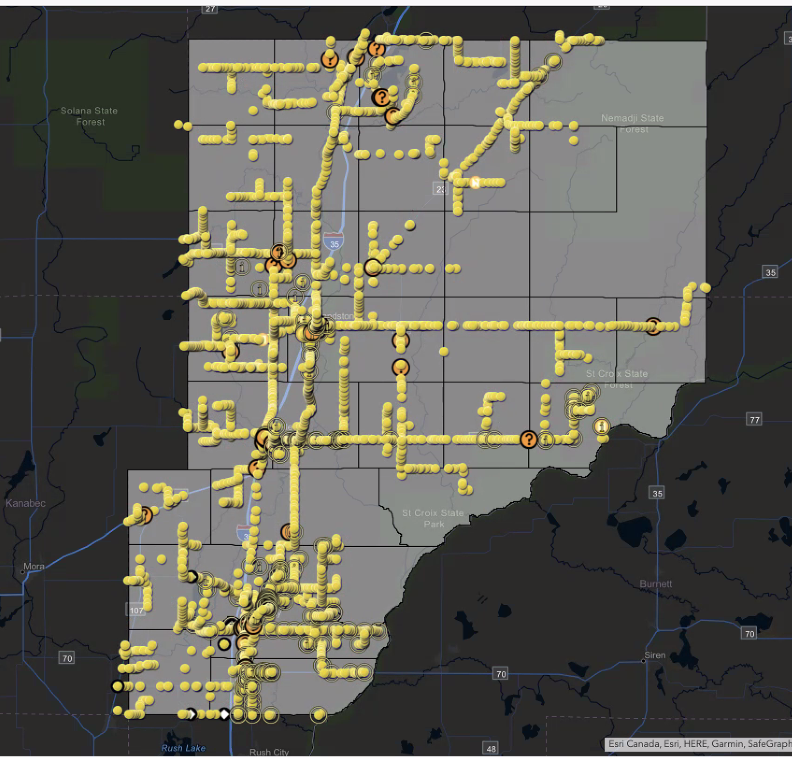 27
Solana State
Forest
Nemadji State
Forest
23
35
35
St Croix State
Forest
77
35
Kanabec
St Croix State
Park
Mora
Burnett
107
70
70
Siren
70
Esri Canada, Esri, HERE, Garmin, SafeGraph
Rush Lake
Rush City
48